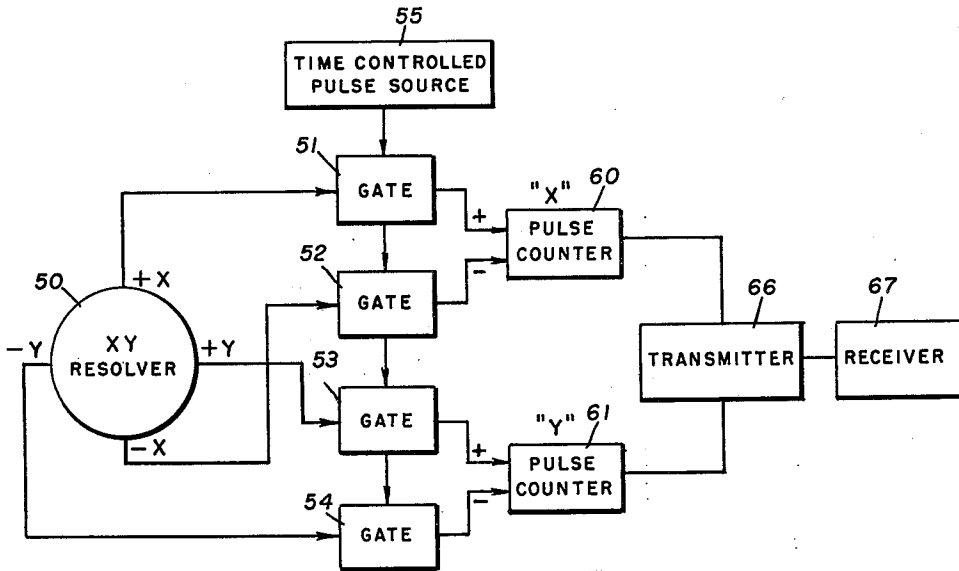 55
TIME CONTROLLED
PULSE SOURCE
51
GATE
"X"
60
+
PULSE
COUNTER
-
52
GATE
50
+X
-Y
XY
RESOLVER
+Y
-X
53
GATE
66
TRANSMITTER
67
RECEIVER
"Y"
61
+
PULSE
COUNTER
-
54
GATE